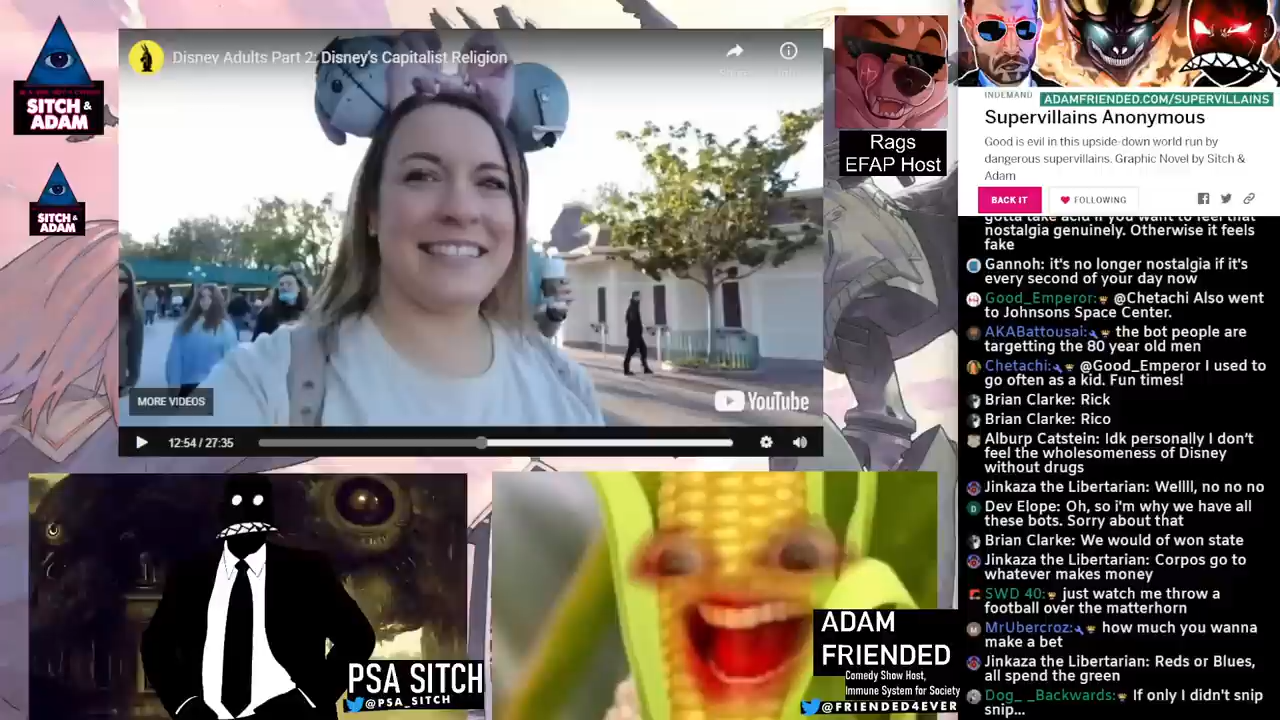 SITCH &
ADAM
SITCH &
ADAM
Disney Adults Part 2: Disney's Capitalist Religion
MORE VIDEOS
YouTube
12:54 / 27:35
Rags
EFAP Host
INDEMAND
ADAMFRIENDED.COM/SUPERVILLAINS
Supervillains Anonymous
Good is evil in this upside-down world run by
dangerous supervillains. Graphic Novel by Sitch &
Adam
BACK IT
FOLLOWING
gotta take acid if you want to feel that
nostalgia genuinely. Otherwise it feels
fake
Gannoh: it's no longer nostalgia if it's
every second of your day now
Good_Emperor: @Chetachi Also went
to Johnsons Space Center.
AKABattousai: the bot people are
targetting the 80 year old men
Chetachi: @Good_Emperor I used to
go often as a kid. Fun times!
Brian Clarke: Rick
Brian Clarke: Rico
Alburp Catstein: Idk personally I don't
feel the wholesomeness of Disney
without drugs
Jinkaza the Libertarian: Wellll, no no no
Dev Elope: Oh, so i'm why we have all
these bots. Sorry about that
Brian Clarke: We would of won state
Jinkaza the Libertarian: Corpos go to
whatever makes money
SWD 40: just watch me throw a
football over the matterhorn
MrUbercroz: how much you wanna
make a bet
Jinkaza the Libertarian: Reds or Blues,
all spend the green
Dog_ _Backwards: If only I didn't snip
snip...
PSA SITCH
@PSA_SITCH
ADAM
FRIENDED
Comedy Show Host,
Immune System for Society
@FRIENDED4EVER